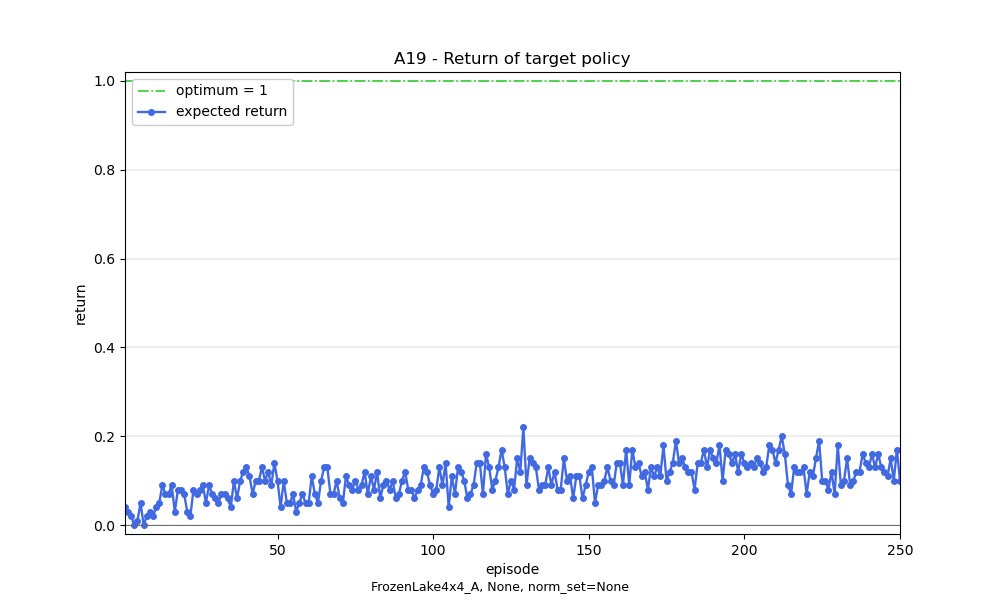 A19 - Return of target policy
optimum = 1
expected return
1.0
0.8
0.6
0.4
0.2
0.0
return
50
100
150
200
250
episode
FrozenLake4x4_A, None, norm_set=None